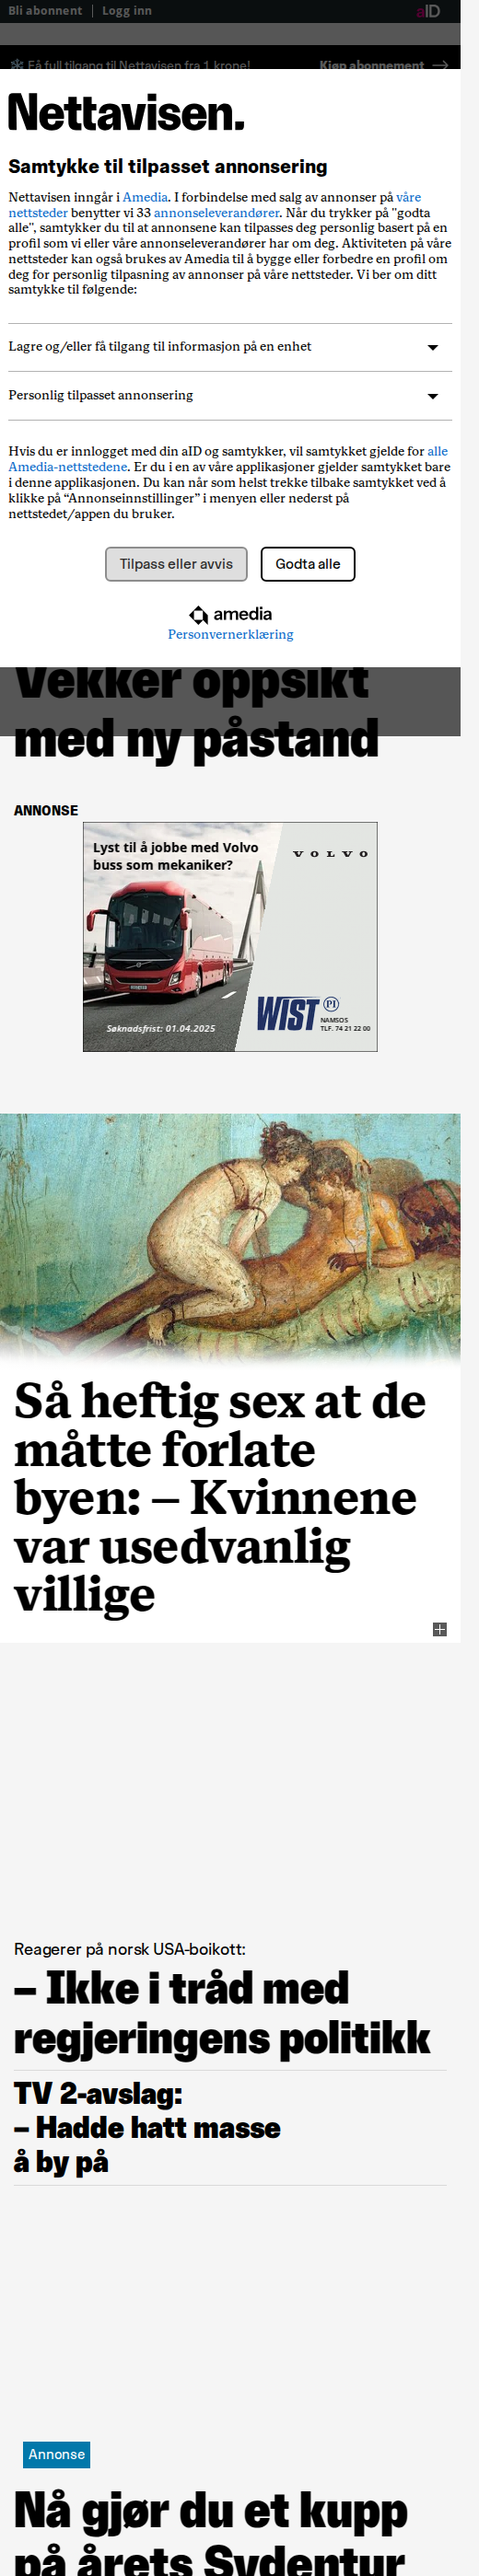 Bli abonnent | Logg inn
aID
Få full tilgang til Nettavisen fra 1 krone!
Kjøp abonnement
Nettavisen.
Samtykke til tilpasset annonsering
Nettavisen inngår i Amedia. I forbindelse med salg av annonser på våre
nettsteder benytter vi 33 annonseleverandører. Når du trykker på "godta
alle", samtykker du til at annonsene kan tilpasses deg personlig basert på en
profil som vi eller våre annonseleverandører har om deg. Aktiviteten på våre
nettsteder kan også brukes av Amedia til å bygge eller forbedre en profil om
deg for personlig tilpasning av annonser på våre nettsteder. Vi ber om ditt
samtykke til følgende:
Lagre og/eller få tilgang til informasjon på en enhet
Personlig tilpasset annonsering
Hvis du er innlogget med din aID og samtykker, vil samtykket gjelde for alle
Amedia-nettstedene. Er du i en av våre applikasjoner gjelder samtykket bare
i denne applikasjonen. Du kan når som helst trekke tilbake samtykket ved å
klikke på “Annonseinnstillinger” i menyen eller nederst på
nettstedet/appen du bruker.
Tilpass eller avvis
Godta alle
amedia
Personvernerklæring
Vekker oppsikt
med ny påstand
ANNONSE
Lyst til å jobbe med Volvo
buss som mekaniker?
VOLVO
Søknadsfrist: 01.04.2025
WIST
PI
NAMSOS
TLF. 74 21 22 00
Så heftig sex at de
måtte forlate
byen: – Kvinnene
var usedvanlig
villige
Reagerer på norsk USA-boikott:
– Ikke i tråd med
regjeringens politikk
TV 2-avslag:
– Hadde hatt masse
å by på
Annonse
Nå gjør du et kupp
på årets Sydentur